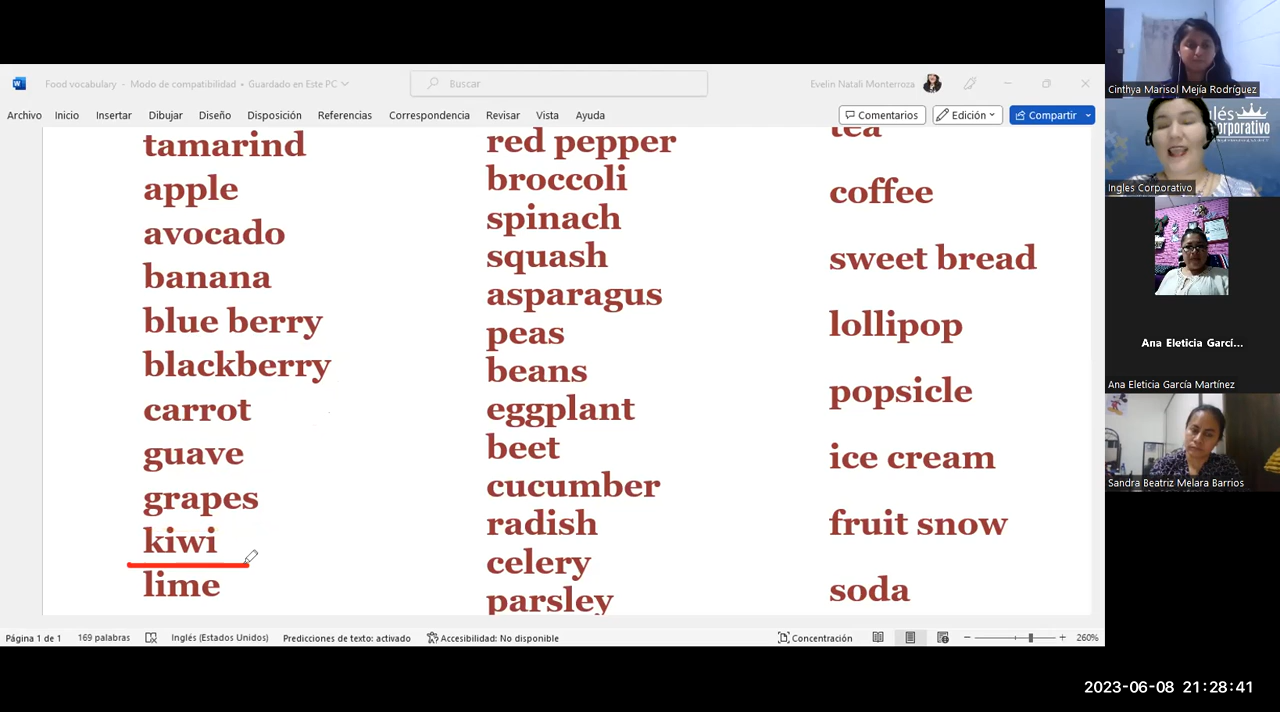 Food vocabulary - Modo de compatibilidad • Guardado en Este PC
Buscar
Evelin Natali Monterroza
Archivo Inicio Insertar Dibujar Diseño Disposición Referencias Correspondencia Revisar Vista Ayuda
Comentarios Edición Compartir
tamarind
apple
avocado
banana
blue berry
blackberry
carrot
guave
grapes
kiwi
lime
red pepper
broccoli
spinach
squash
asparagus
peas
beans
eggplant
beet
cucumber
radish
celery
parsley
tea
coffee
sweet bread
lollipop
popsicle
ice cream
fruit snow
soda
Página 1 de 1 169 palabras Inglés (Estados Unidos) Predicciones de texto: activado Accesibilidad: No disponible Concentración 260%
Cinthya Marisol Mejía Rodríguez
Corporativo
Ingles Corporativo
Ana Eleticia Garcí...
Ana Eleticia García Martínez
Sandra Beatriz Melara Barrios
2023-06-08 21:28:41